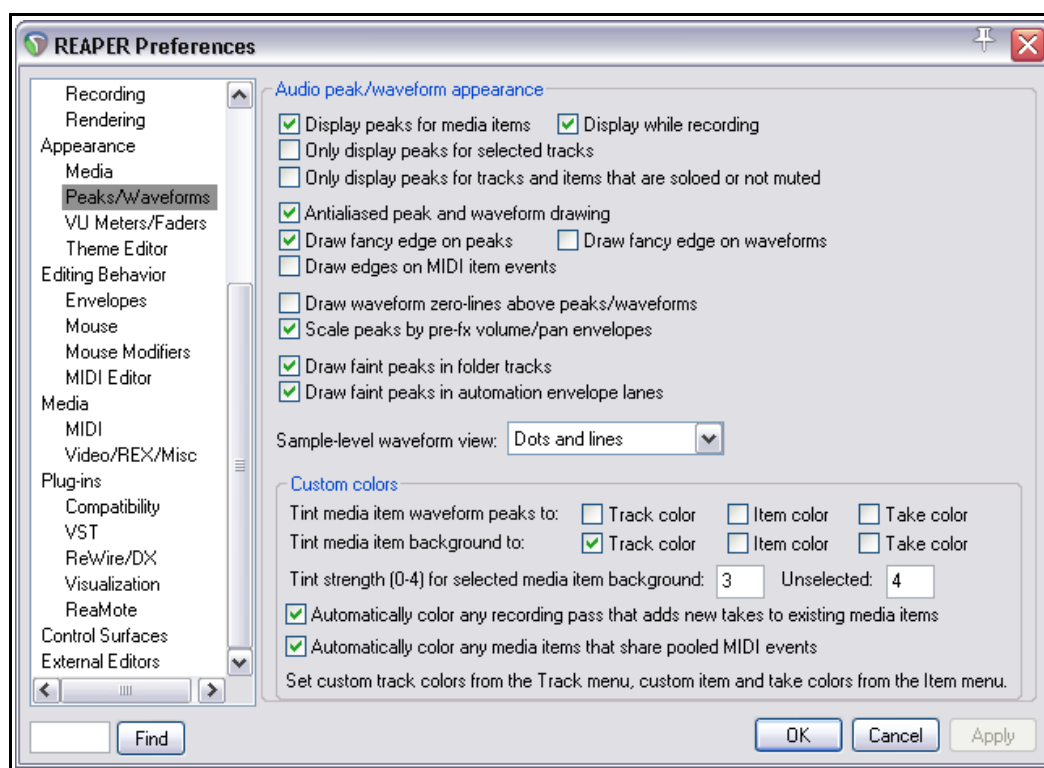 REAPER Preferences
Recording
Rendering
Appearance
Media
Peaks/Waveforms
VU Meters/Faders
Theme Editor
Editing Behavior
Envelopes
Mouse
Mouse Modifiers
MIDI Editor
Media
MIDI
Video/REX/Misc
Plug-ins
Compatibility
VST
ReWire/DX
Visualization
ReaMote
Control Surfaces
External Editors
Find
Audio peak/waveform appearance
Display peaks for media items Display while recording
Only display peaks for selected tracks
Only display peaks for tracks and items that are soloed or not muted
Antialiased peak and waveform drawing
Draw fancy edge on peaks Draw fancy edge on waveforms
Draw edges on MIDI item events
Draw waveform zero-lines above peaks/waveforms
Scale peaks by pre-fx volume/pan envelopes
Draw faint peaks in folder tracks
Draw faint peaks in automation envelope lanes
Sample-level waveform view: Dots and lines
Custom colors
Tint media item waveform peaks to: Track color Item color Take color
Tint media item background to: Track color Item color Take color
Tint strength (0-4) for selected media item background: 3 Unselected: 4
Automatically color any recording pass that adds new takes to existing media items
Automatically color any media items that share pooled MIDI events
Set custom track colors from the Track menu, custom item and take colors from the Item menu.
OK Cancel Apply